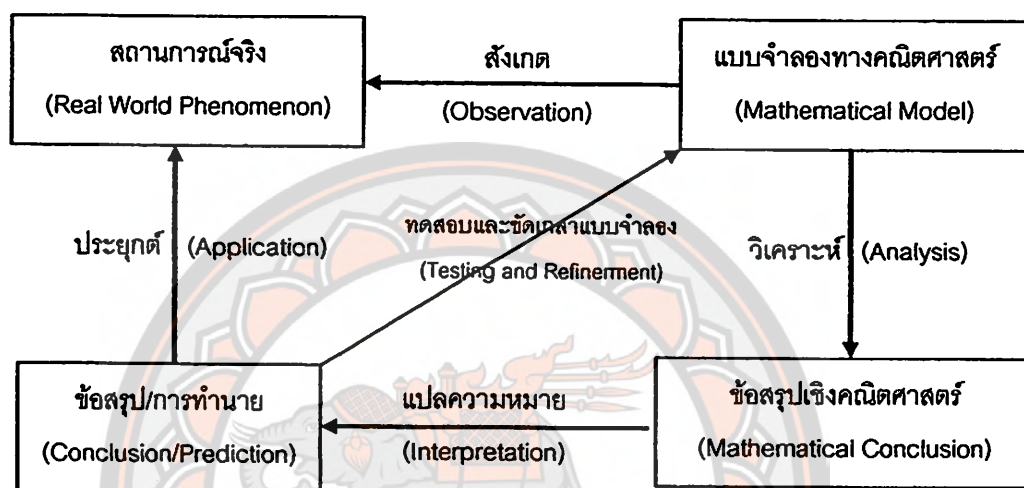 สถานการณ์จริง
(Real World Phenomenon)
สังเกต
(Observation)
แบบจำลองทางคณิตศาสตร์
(Mathematical Model)
ประยุกต์ (Application)
ทดสอบและขัดเกลาแบบจำลอง
(Testing and Refinerment)
วิเคราะห์ (Analysis)
ข้อสรุป/การทำนาย
(Conclusion/Prediction)
แปลความหมาย
(Interpretation)
ข้อสรุปเชิงคณิตศาสตร์
(Mathematical Conclusion)